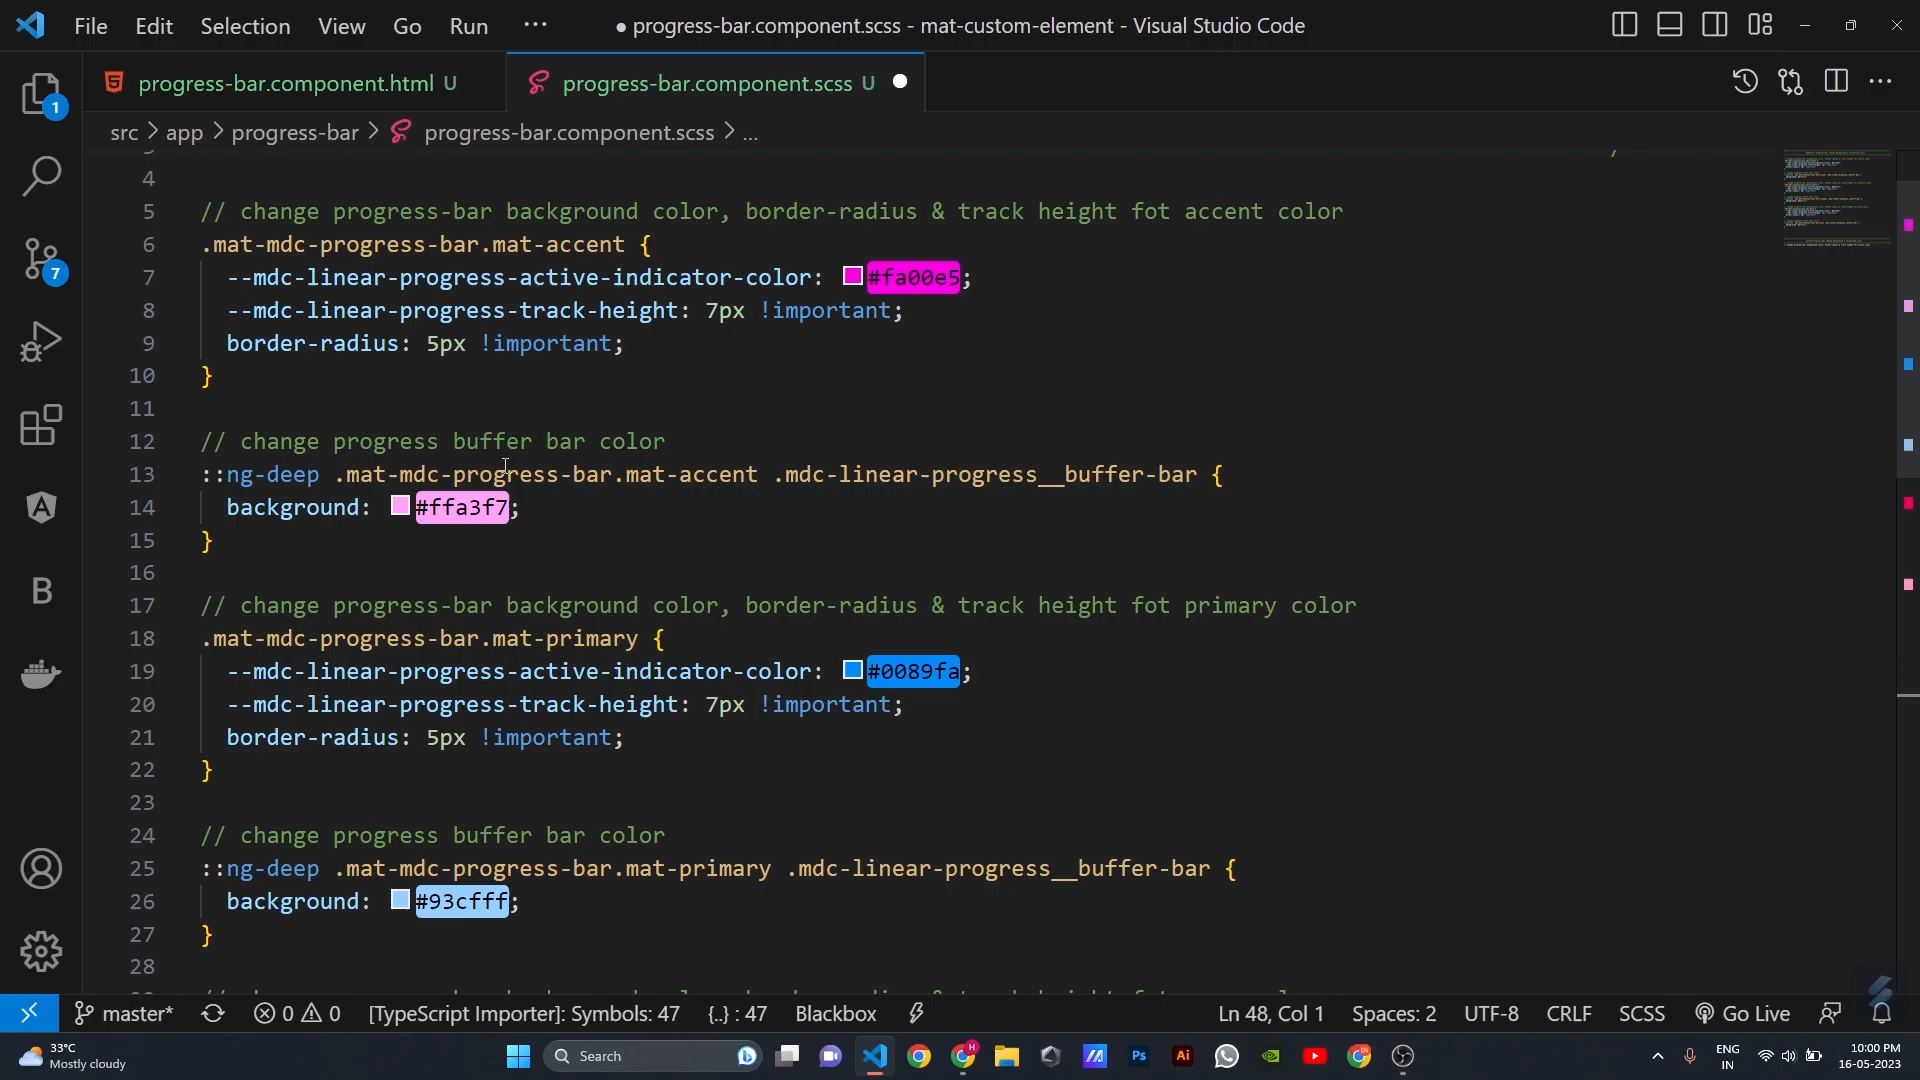 File Edit Selection View Go Run ··· ● progress-bar.component.scss - mat-custom-element - Visual Studio Code
progress-bar.component.html U progress-bar.component.scss U
src > app > progress-bar > progress-bar.component.scss > ...
4
5 // change progress-bar background color, border-radius & track height fot accent color
6 .mat-mdc-progress-bar.mat-accent {
7 --mdc-linear-progress-active-indicator-color: #fa00e5;
8 --mdc-linear-progress-track-height: 7px !important;
9 border-radius: 5px !important;
10 }
11
12 // change progress buffer bar color
13 ::ng-deep .mat-mdc-progress-bar.mat-accent .mdc-linear-progress__buffer-bar {
14 background: #ffa3f7;
15 }
16
17 // change progress-bar background color, border-radius & track height fot primary color
18 .mat-mdc-progress-bar.mat-primary {
19 --mdc-linear-progress-active-indicator-color: #0089fa;
20 --mdc-linear-progress-track-height: 7px !important;
21 border-radius: 5px !important;
22 }
23
24 // change progress buffer bar color
25 ::ng-deep .mat-mdc-progress-bar.mat-primary .mdc-linear-progress__buffer-bar {
26 background: #93cfff;
27 }
28
1
7
B
master* 0 0 [TypeScript Importer]: Symbols: 47 {..} : 47 Blackbox Ln 48, Col 1 Spaces: 2 UTF-8 CRLF SCSS Go Live
33°C
Mostly cloudy
Search
H
Ps
Ai
ENG
IN
10:00 PM
16-05-2023